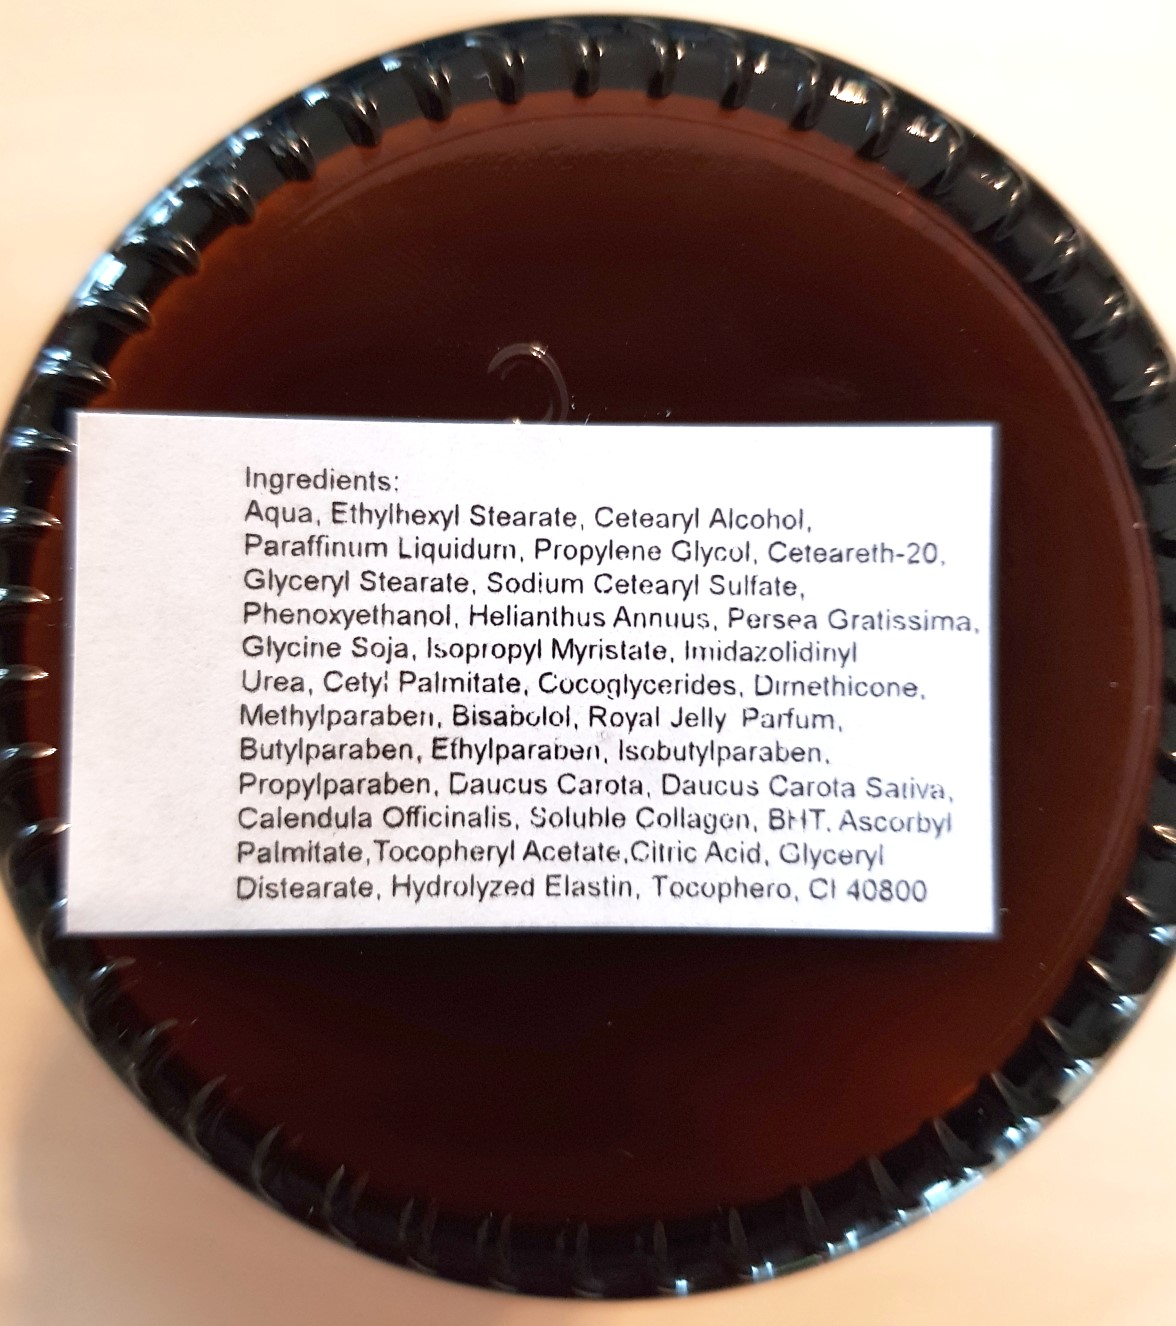 Ingredients:
Aqua, Ethylhexyl Stearate, Cetearyl Alcohol,
Paraffinum Liquidum, Propylene Glycol, Ceteareth-20,
Glyceryl Stearate, Sodium Cetearyl Sulfate,
Phenoxyethanol, Helianthus Annuus, Persea Gratissima,
Glycine Soja, Isopropyl Myristate, Imidazolidinyl
Urea, Cetyl Palmitate, Cocoglycerides, Dimethicone,
Methylparaben, Bisabolol, Royal Jelly Parfum,
Butylparaben, Ethylparaben, Isobutylparaben,
Propylparaben, Daucus Carota, Daucus Carota Sativa,
Calendula Officinalis, Soluble Collagen, BHT, Ascorbyl
Palmitate,Tocopheryl Acetate,Citric Acid, Glyceryl
Distearate, Hydrolyzed Elastin, Tocophero, CI 40800